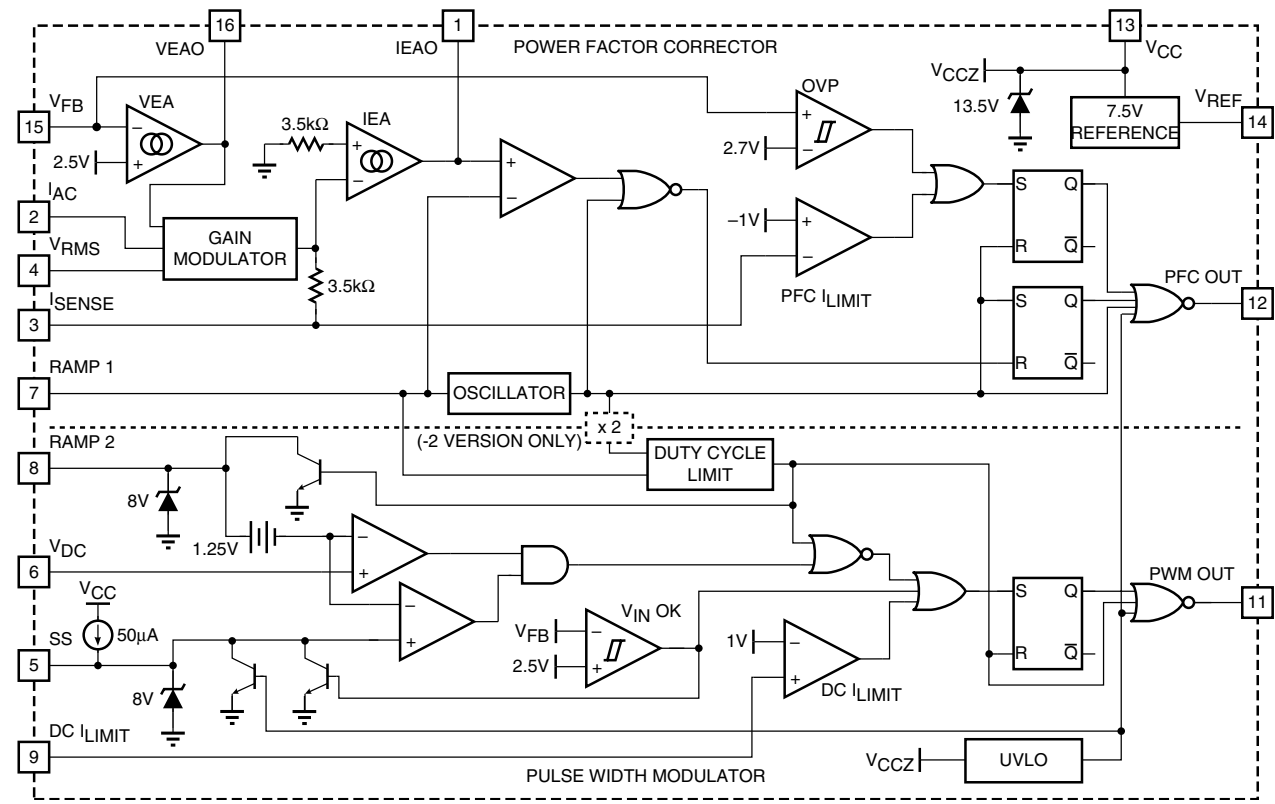 16
1
13
VEAO
IEAO
POWER FACTOR CORRECTOR
VCC
VCCZ
13.5V
7.5V
REFERENCE
VREF
14
OVP
VFB
VEA
15
−
2.5V
+
3.5kΩ
IEA
+
−
+
2.7V
−
+
−
IAC
2
GAIN
MODULATOR
VRMS
4
3.5kΩ
−1V
+
−
PFC ILIMIT
S
Q
R
Q
ISENSE
3
S
Q
R
Q
PFC OUT
12
RAMP 1
7
OSCILLATOR
x 2
(-2 VERSION ONLY)
RAMP 2
8
DUTY CYCLE
LIMIT
8V
1.25V
−
+
VDC
6
VCC
50µA
−
+
SS
5
8V
VIN OK
VFB
−
2.5V
+
1V
−
+
DC ILIMIT
S
Q
R
Q
PWM OUT
11
DC ILIMIT
9
VCCZ
UVLO
PULSE WIDTH MODULATOR